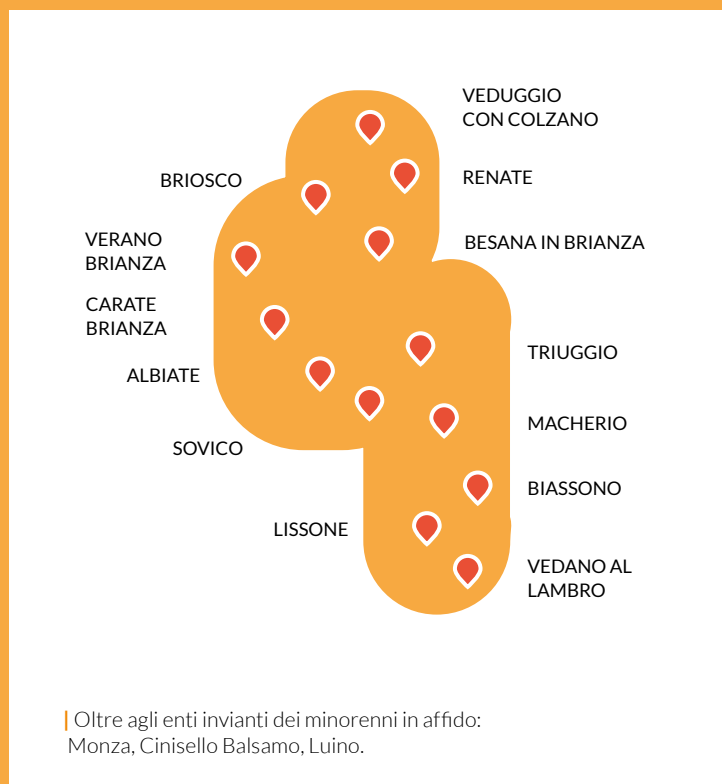 VEDUGGIO
CON COLZANO
BRIOSCO
RENATE
VERANO
BRIANZA
BESANA IN BRIANZA
CARATE
BRIANZA
TRIUGGIO
ALBIATE
MACHERIO
SOVICO
BIASSONO
LISSONE
VEDANO AL
LAMBRO
Oltre agli enti invianti dei minorenni in affido:
Monza, Cinisello Balsamo, Luino.